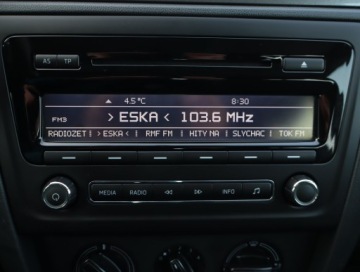 AS TP
4.5°C 8:30
FM3 > ESKA < 103.6 MHz
RADIOZET | > ESKA < | RMF FM | HITY NA | SLYCHAC | TOK FM
MEDIA RADIO INFO